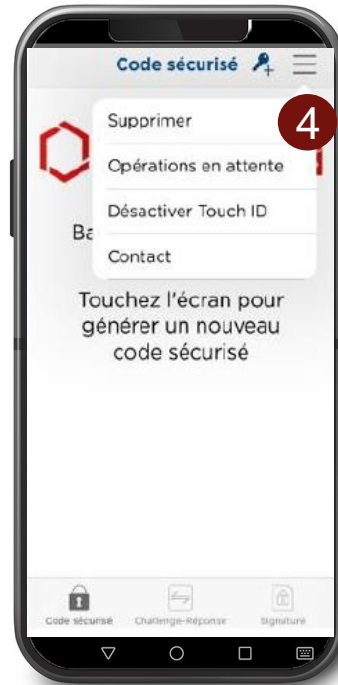 Code sécurisé
4
Supprimer
Opérations en attente
Désactiver Touch ID
Ba
Contact
Touchez l'écran pour
générer un nouveau
code sécurisé
Code sécurisé Challenge-Réponse Signature